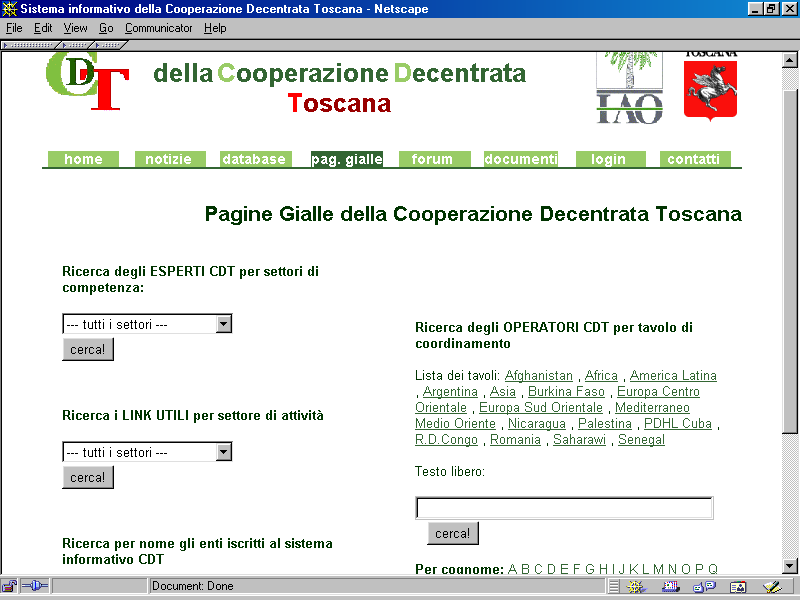 Sistema informativo della Cooperazione Decentrata Toscana - Netscape
File Edit View Go Communicator Help
CDT
della Cooperazione Decentrata
Toscana
IAO
TOSCANA
home notizie database pag. gialle forum documenti login contatti
Pagine Gialle della Cooperazione Decentrata Toscana
Ricerca degli ESPERTI CDT per settori di
competenza:
--- tutti i settori ---
cerca!
Ricerca i LINK UTILI per settore di attività
--- tutti i settori ---
cerca!
Ricerca per nome gli enti iscritti al sistema
informativo CDT
Ricerca degli OPERATORI CDT per tavolo di
coordinamento
Lista dei tavoli: Afghanistan , Africa , America Latina
, Argentina , Asia , Burkina Faso , Europa Centro
Orientale , Europa Sud Orientale , Mediterraneo
Medio Oriente , Nicaragua , Palestina , PDHL Cuba ,
R.D.Congo , Romania , Saharawi , Senegal
Testo libero:
cerca!
Per cognome: A B C D E F G H I J K L M N O P Q
Document: Done